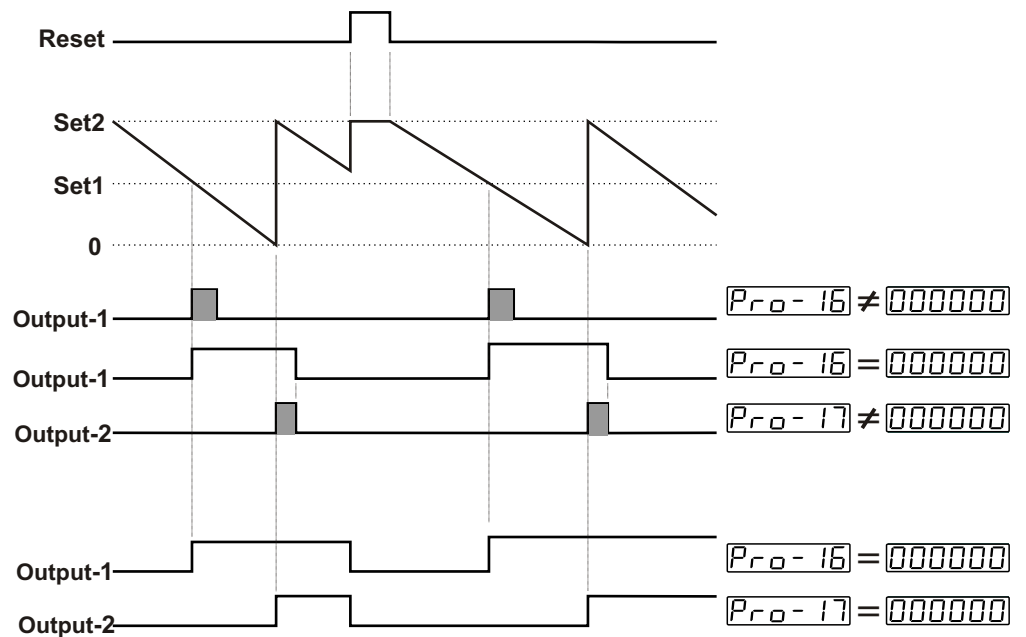 Reset
Set2
Set1
0
Output-1 Pro-16 ≠ 000000
Output-1 Pro-16 = 000000
Output-2 Pro-17 ≠ 000000
Output-1 Pro-16 = 000000
Output-2 Pro-17 = 000000